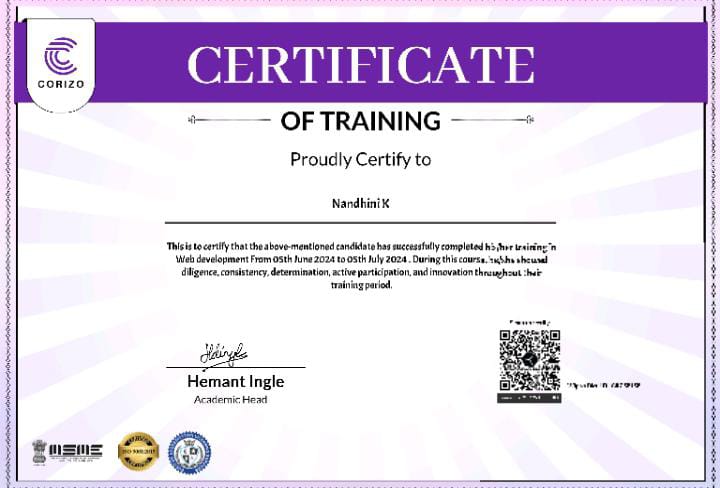 CORIZO
CERTIFICATE
OF TRAINING
Proudly Certify to
Nandhini K
This is to certify that the above-mentioned candidate has successfully completed his/her training in
Web development From 05th June 2024 to 05th July 2024 . During this course, he/she showed
diligence, consistency, determination, active participation, and innovation throughout their
training period.
Hemant Ingle
Academic Head
MSME
ISO 9001:2015